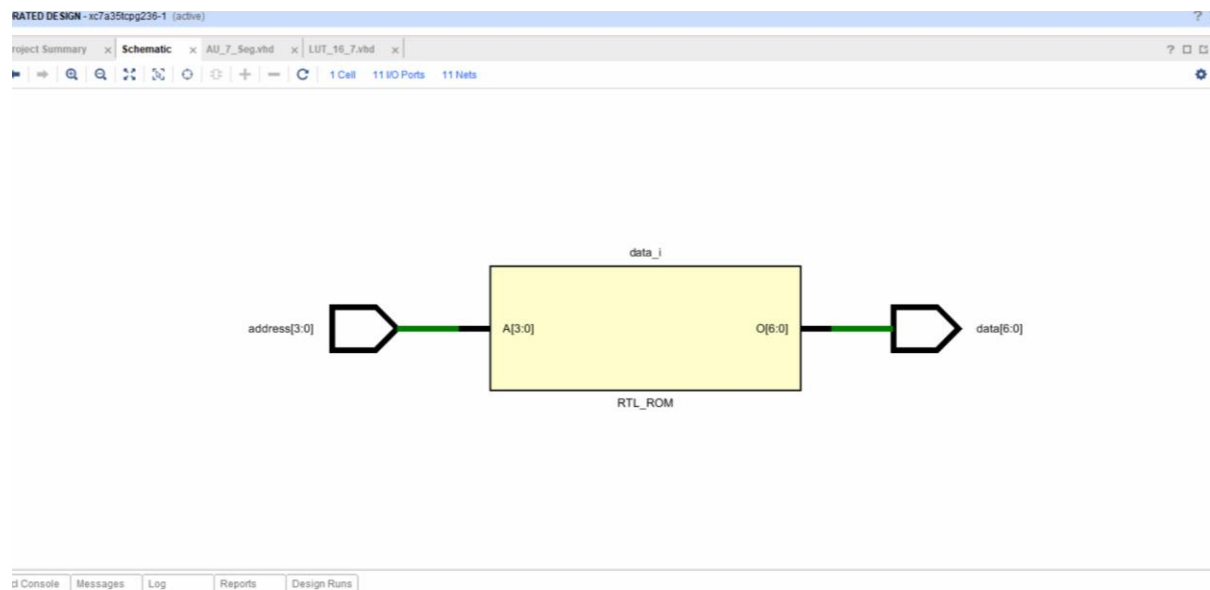 RATED DESIGN - xc7a35tcpg236-1 (active) ?
roject Summary x Schematic x AU_7_Seg.vhd x LUT_16_7.vhd x ?
1 Cell 11 I/O Ports 11 Nets
data_i
address[3:0] A[3:0] O[6:0] data[6:0]
RTL_ROM
d Console Messages Log Reports Design Runs